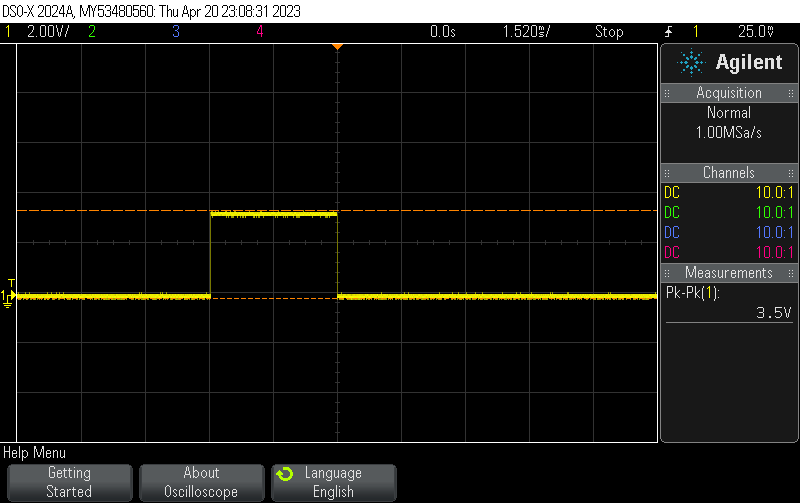 DSO-X 2024A, MY53480560: Thu Apr 20 23:08:31 2023
1 2.00V/ 2 3 4 0.0s 1.520s/ Stop 1 25.0V
Agilent
Acquisition
Normal
1.00MSa/s
Channels
DC 10.0:1
DC 10.0:1
DC 10.0:1
DC 10.0:1
Measurements
Pk-Pk(1):
3.5V
T
1
Help Menu
Getting
Started
About
Oscilloscope
Language
English